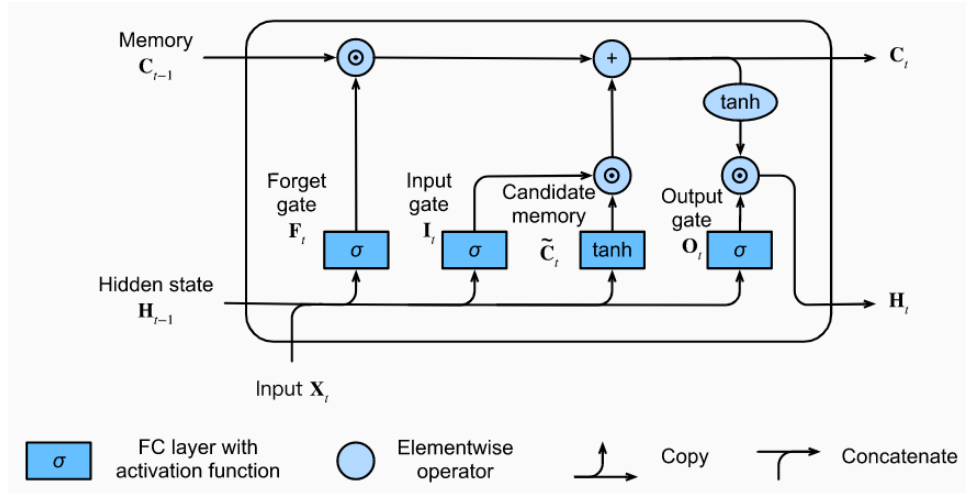 Memory
C_{t−1}
C_t
tanh
Forget
gate
F_t
Input
gate
I_t
Candidate
memory
C̃_t
Output
gate
O_t
σ
σ
tanh
σ
Hidden state
H_{t−1}
H_t
Input X_t
σ
FC layer with
activation function
Elementwise
operator
Copy
Concatenate